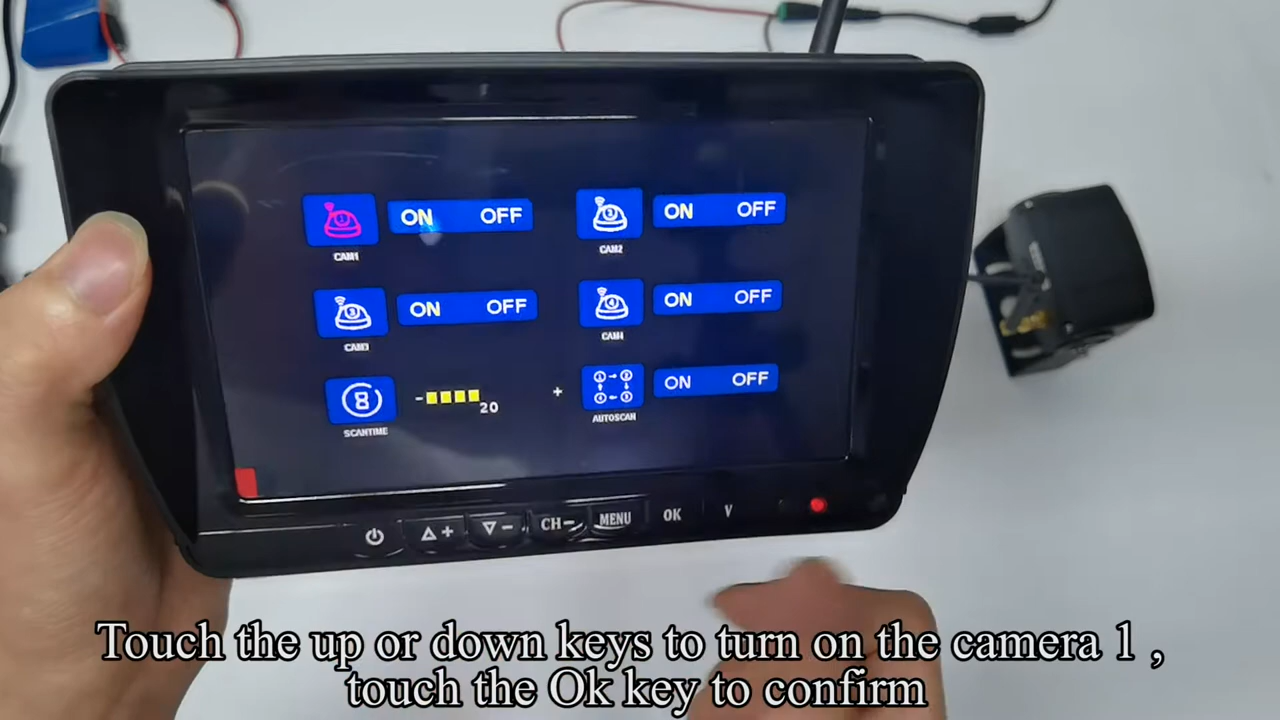 ON OFF
CAM1
ON OFF
CAM2
ON OFF
CAM3
ON OFF
CAM4
8
SCANTIME
- 20 +
ON OFF
AUTOSCAN
+ - CH- MENU OK V
Touch the up or down keys to turn on the camera 1 ,
touch the Ok key to confirm